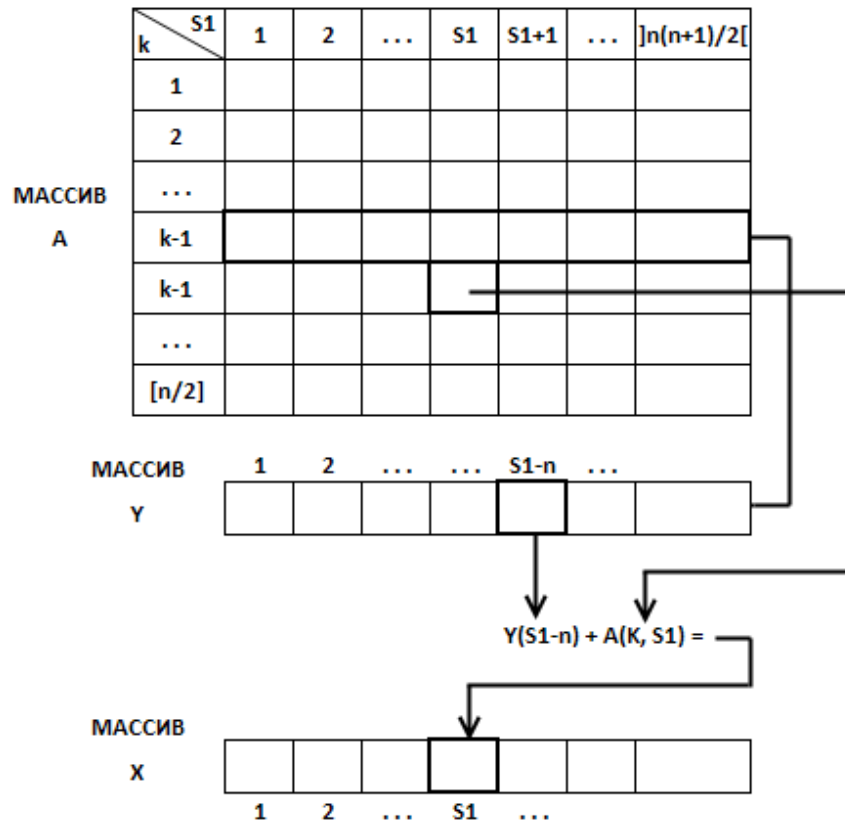 S1
k
1 2 ... S1 S1+1 ... ]n(n+1)/2[
1
2
...
МАССИВ
А
k-1
k-1
...
[n/2]
МАССИВ
Y
1 2 ... ... S1-n ...
Y(S1-n) + A(K, S1) =
МАССИВ
X
1 2 ... S1 ...